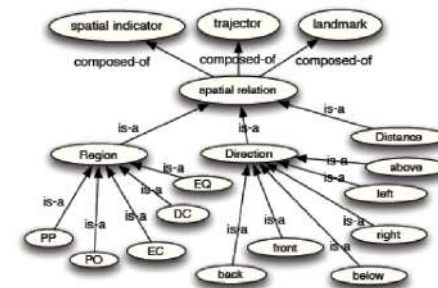 spatial indicator
trajector
landmark
composed-of
composed-of
composed-of
spatial relation
is-a
is-a
is-a
Distance
Region
Direction
is-a
above
is-a
EQ
is-a
left
is-a
is-a
is-a
is-a
DC
is-a
is-a
is-a
right
is-a
PP
PO
EC
front
is-a
back
below